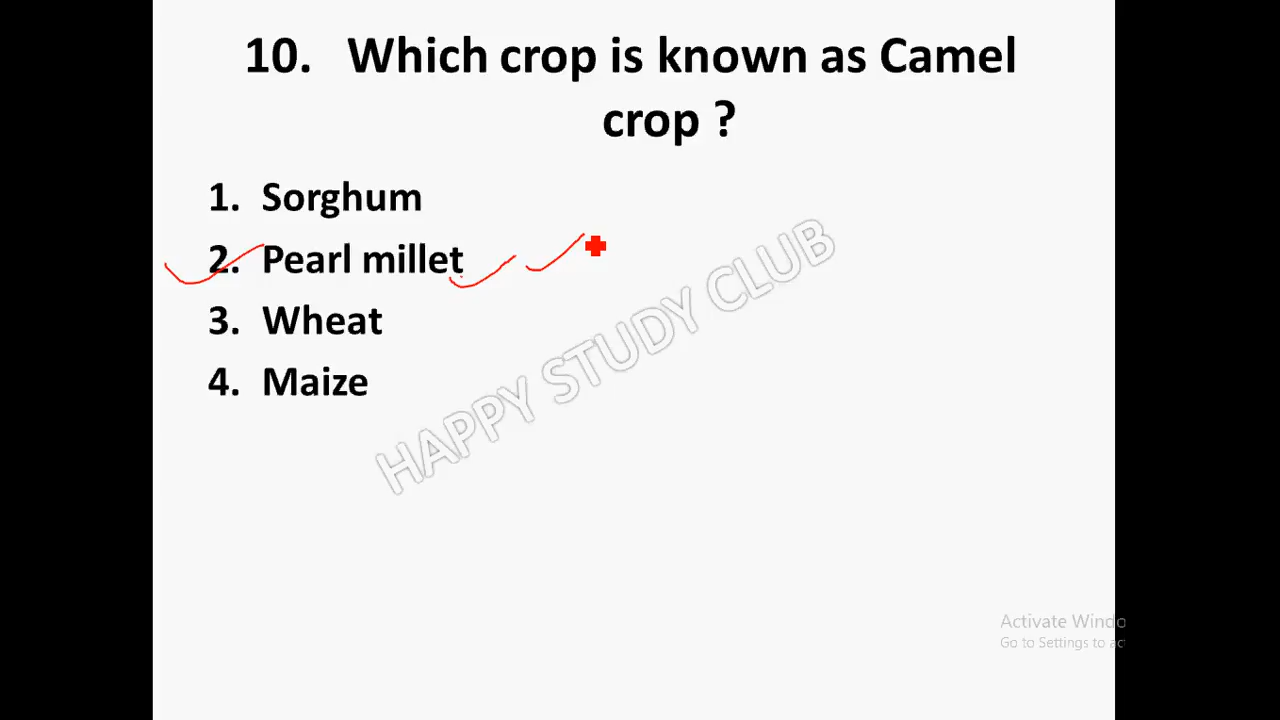 10. Which crop is known as Camel
crop ?
1. Sorghum
2. Pearl millet
3. Wheat
4. Maize
HAPPY STUDY CLUB
Activate Windo
Go to Settings to ac